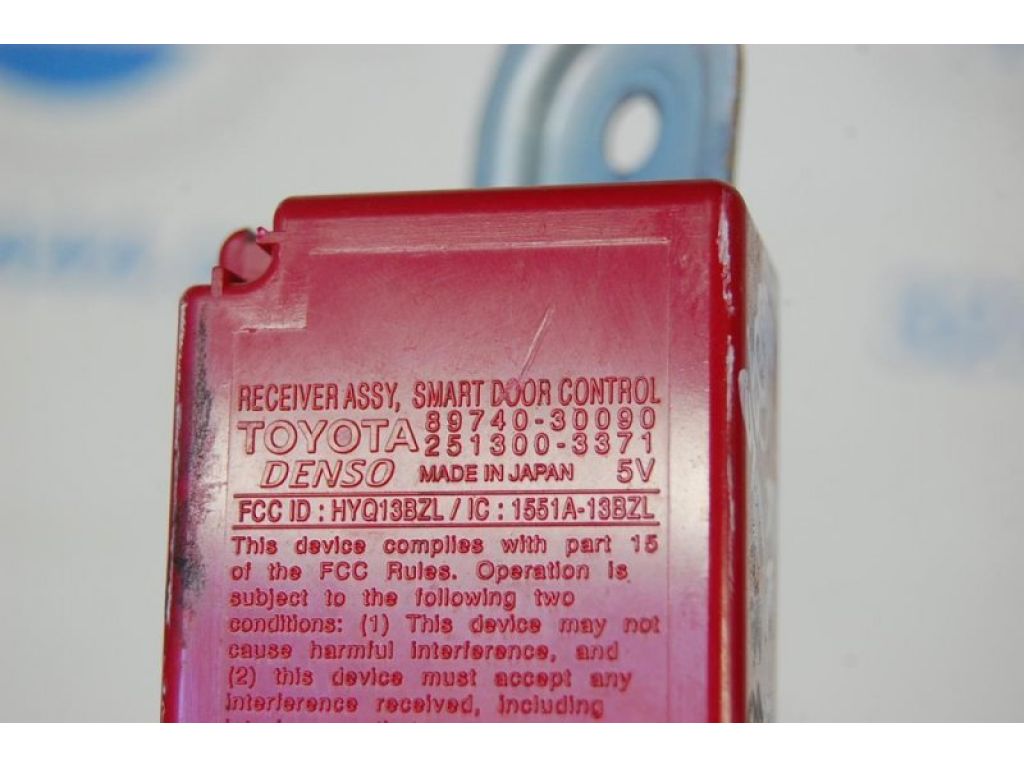 RECEIVER ASSY, SMART DOOR CONTROL
TOYOTA 89740-30090
251300-3371
DENSO MADE IN JAPAN 5V
FCC ID : HYQ13BZL / IC : 1551A-13BZL
This device complies with part 15
of the FCC Rules. Operation is
subject to the following two
conditions: (1) This device may not
cause harmful interference, and
(2) this device must accept any
interference received, including